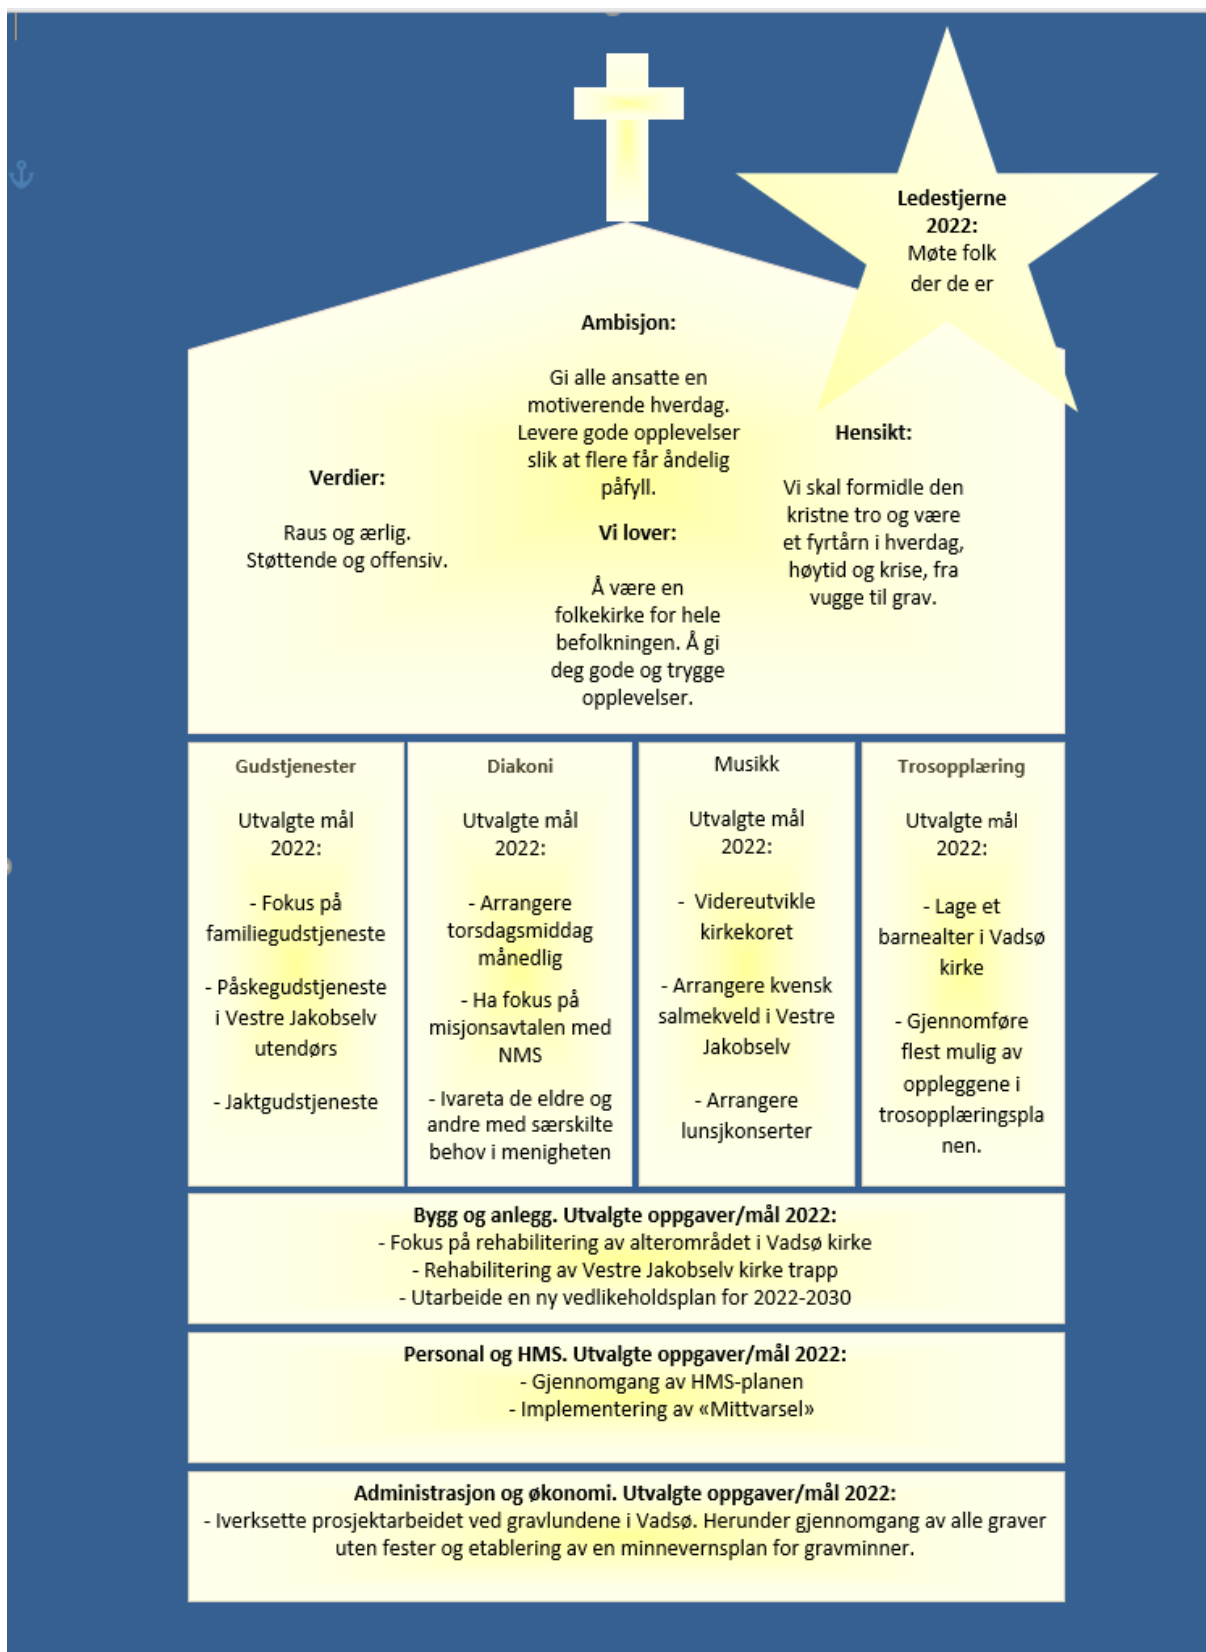 Ledestjerne
2022:
Møte folk
der de er
Ambisjon:
Gi alle ansatte en
motiverende hverdag.
Levere gode opplevelser
slik at flere får åndelig
påfyll.
Vi lover:
Å være en
folkekirke for hele
befolkningen. Å gi
deg gode og trygge
opplevelser.
Verdier:
Raus og ærlig.
Støttende og offensiv.
Hensikt:
Vi skal formidle den
kristne tro og være
et fyrtårn i hverdag,
høytid og krise, fra
vugge til grav.
Gudstjenester
Utvalgte mål
2022:
- Fokus på
familiegudstjeneste
- Påskegudstjeneste
i Vestre Jakobselv
utendørs
- Jaktgudstjeneste
Diakoni
Utvalgte mål
2022:
- Arrangere
torsdagsmiddag
månedlig
- Ha fokus på
misjonsavtalen med
NMS
- Ivareta de eldre og
andre med særskilte
behov i menigheten
Musikk
Utvalgte mål
2022:
- Videreutvikle
kirkekoret
- Arrangere kvensk
salmekveld i Vestre
Jakobselv
- Arrangere
lunsjkonserter
Trosopplæring
Utvalgte mål
2022:
- Lage et
barnealter i Vadsø
kirke
- Gjennomføre
flest mulig av
oppleggene i
trosopplæringspla
nen.
Bygg og anlegg. Utvalgte oppgaver/mål 2022:
- Fokus på rehabilitering av alterområdet i Vadsø kirke
- Rehabilitering av Vestre Jakobselv kirke trapp
- Utarbeide en ny vedlikeholdsplan for 2022-2030
Personal og HMS. Utvalgte oppgaver/mål 2022:
- Gjennomgang av HMS-planen
- Implementering av «Mittvarsel»
Administrasjon og økonomi. Utvalgte oppgaver/mål 2022:
- Iverksette prosjektarbeidet ved gravlundene i Vadsø. Herunder gjennomgang av alle graver
uten fester og etablering av en minnevernsplan for gravminner.